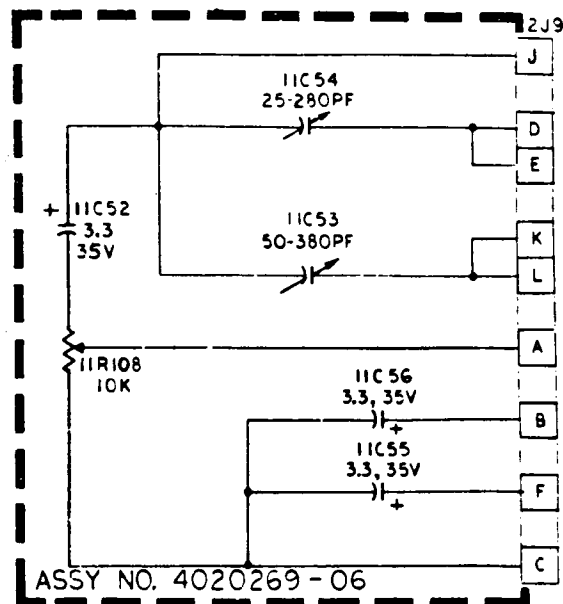 2J9
J
11C54
25-280PF
D
E
+ 11C52
3.3
35V
11C53
50-380PF
K
L
A
11R108
10K
11C56
3.3, 35V
+
B
11C55
3.3, 35V
+
F
C
ASSY NO. 4020269-06